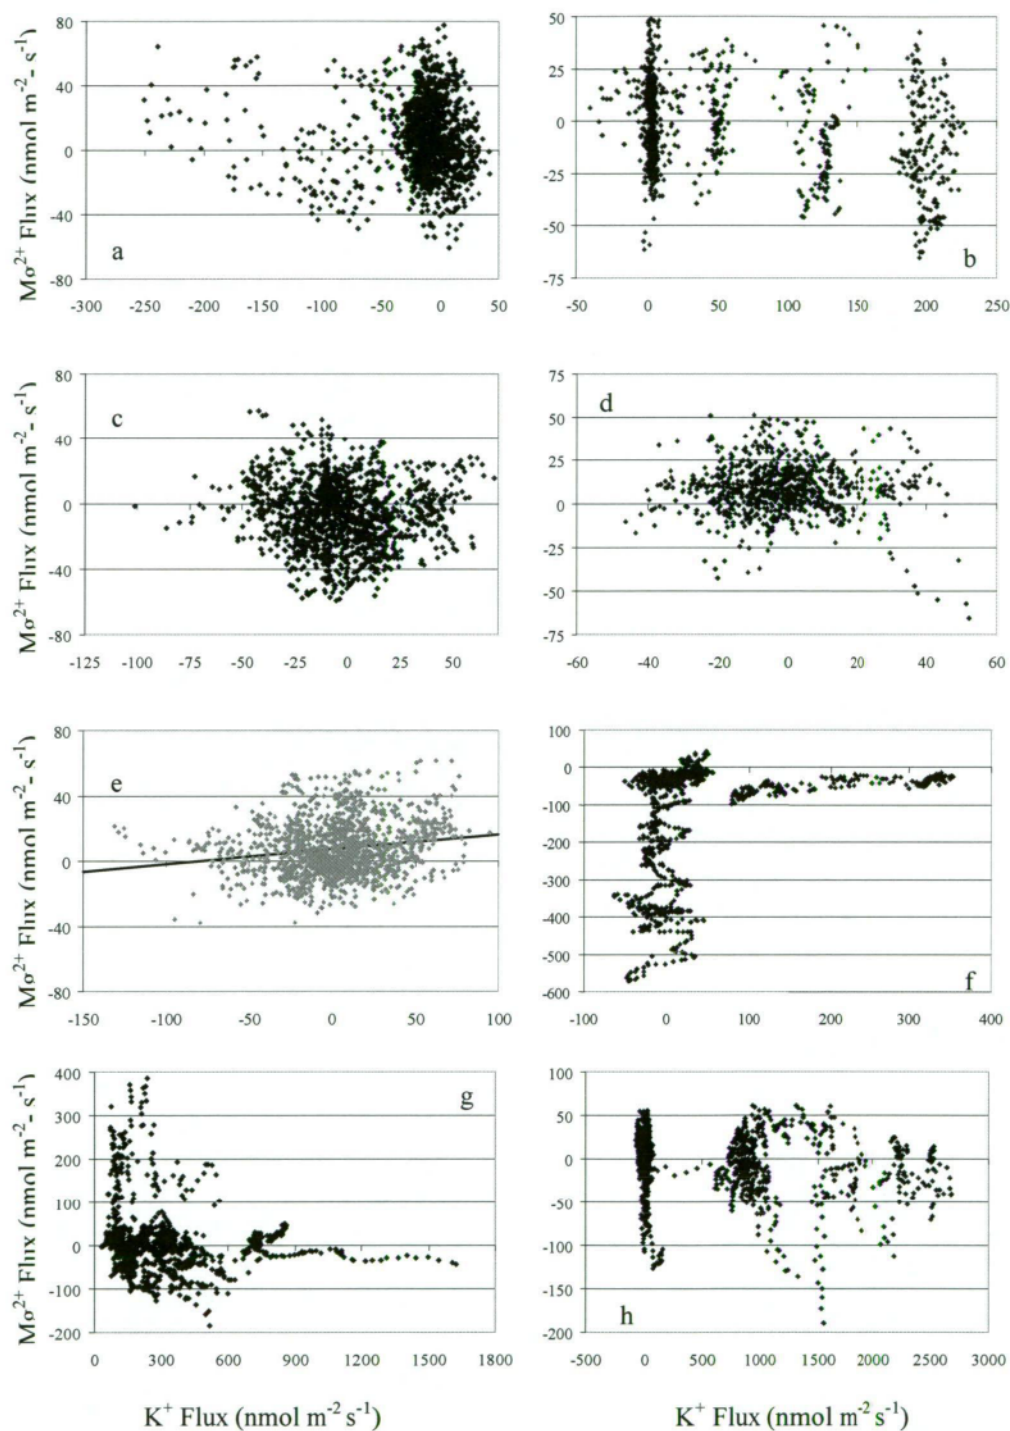 Mg²⁺ Flux (nmol m⁻²- s⁻¹)
80
40
0
-40
-80
a
-300 -250 -200 -150 -100 -50 0 50
50
25
0
-25
-50
-75
b
-50 0 50 100 150 200 250
Mg²⁺ Flux (nmol m⁻²- s⁻¹)
80
40
0
-40
-80
c
-125 -100 -75 -50 -25 0 25 50
75
50
25
0
-25
-50
-75
d
-60 -40 -20 0 20 40 60
Mg²⁺ Flux (nmol m⁻²- s⁻¹)
80
40
0
-40
-80
e
-150 -100 -50 0 50 100
100
0
-100
-200
-300
-400
-500
-600
f
-100 0 100 200 300 400
Mg²⁺ Flux (nmol m⁻²- s⁻¹)
400
300
200
100
0
-100
-200
g
0 300 600 900 1200 1500 1800
100
50
0
-50
-100
-150
-200
h
-500 0 500 1000 1500 2000 2500 3000
K⁺ Flux (nmol m⁻² s⁻¹)
K⁺ Flux (nmol m⁻² s⁻¹)